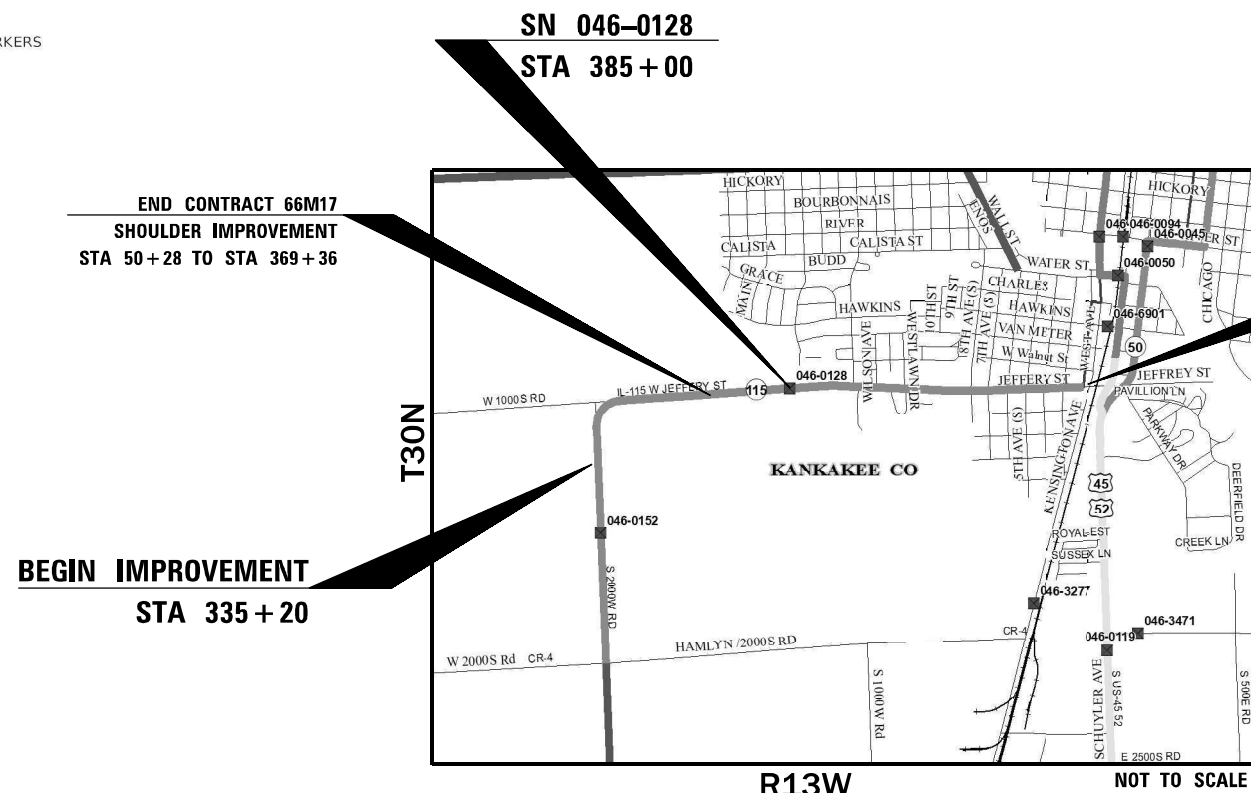 RKERS
SN 046–0128
STA 385+00
END CONTRACT 66M17
SHOULDER IMPROVEMENT
STA 50+28 TO STA 369+36
BEGIN IMPROVEMENT
STA 335+20
T30N
R13W
NOT TO SCALE
HICKORY
BOURBONNAIS
RIVER
CALISTA
CALISTA ST
BUDD
GRACE
MAIN
HAWKINS
WALL ST
ENOS
WATER ST
HICKORY
046-
046-0094
046-0045
ER ST
046-0050
CHICAGO
CHARLES
10TH ST
9TH ST
8TH AVE (S)
7TH AVE (S)
HAWKINS
VAN METER
W Walnut St
WEST AVE
046-6901
50
WILSON AVE
WESTLAWN DR
JEFFERY ST
JEFFREY ST
PAVILLION LN
046-0128
115
IL-115 W JEFFERY ST
W 1000S RD
5TH AVE (S)
KENSINGTON AVE
PARKWAY DR
DEERFIELD DR
KANKAKEE CO
45
52
ROYAL EST
SUSSEX LN
CREEK LN
046-0152
S 2000W RD
046-3277
046-3471
046-0119
CR-4
HAMLYN /2000S RD
W 2000S Rd CR-4
S 1000W Rd
SCHUYLER AVE
S US-45 52
S 500E RD
E 2500S RD